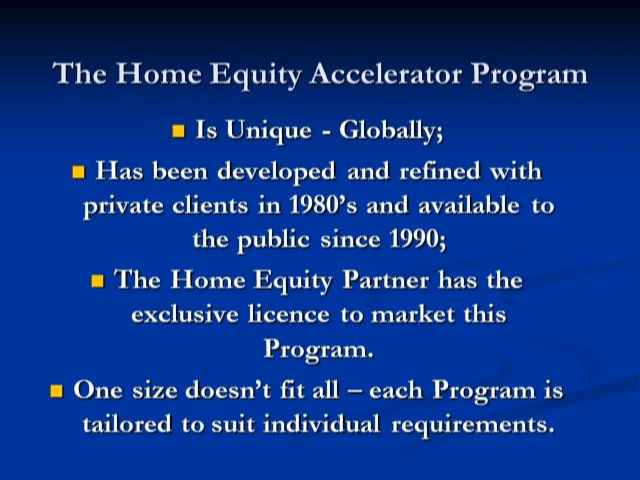 The Home Equity Accelerator Program
Is Unique - Globally;
Has been developed and refined with
private clients in 1980’s and available to
the public since 1990;
The Home Equity Partner has the
exclusive licence to market this
Program.
One size doesn’t fit all – each Program is
tailored to suit individual requirements.